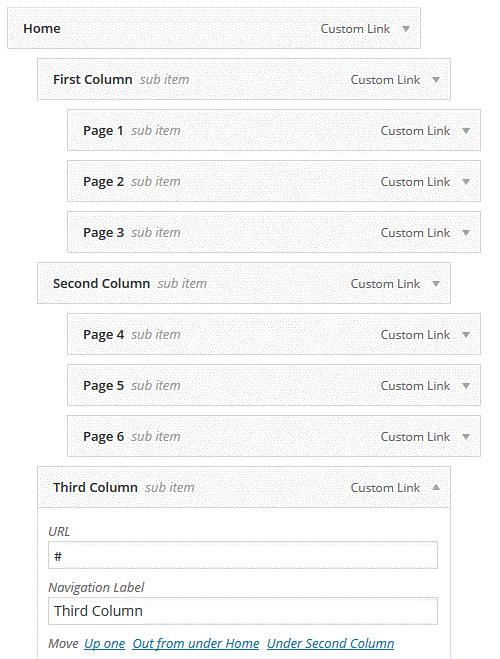 Home Custom Link
First Column sub item Custom Link
Page 1 sub item Custom Link
Page 2 sub item Custom Link
Page 3 sub item Custom Link
Second Column sub item Custom Link
Page 4 sub item Custom Link
Page 5 sub item Custom Link
Page 6 sub item Custom Link
Third Column sub item Custom Link
URL
#
Navigation Label
Third Column
Move Up one Out from under Home Under Second Column